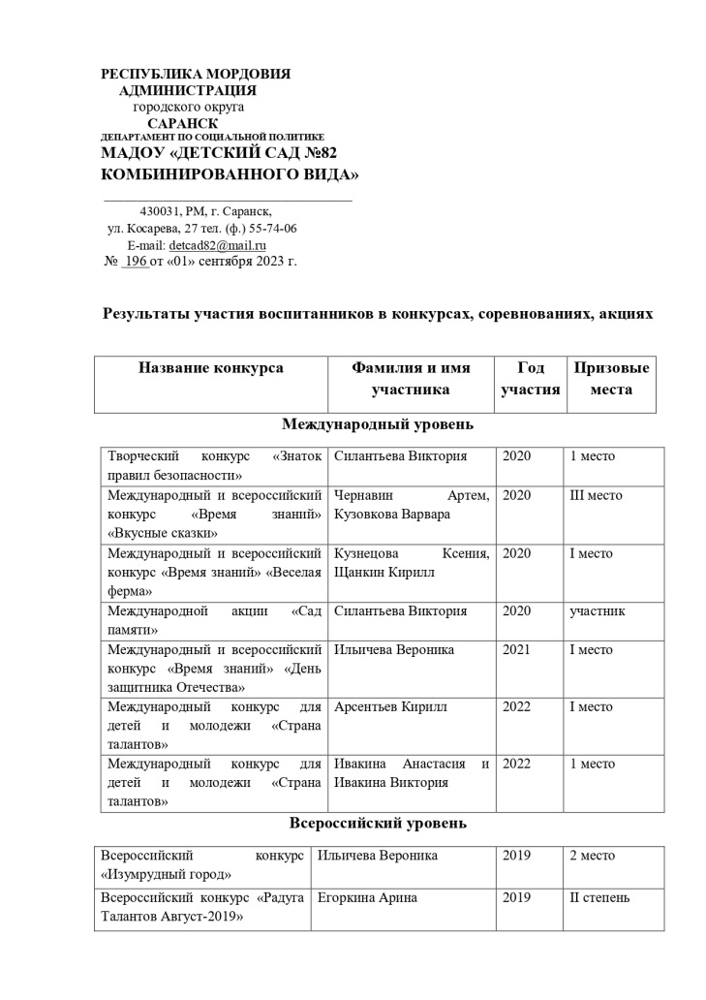 РЕСПУБЛИКА МОРДОВИЯ
АДМИНИСТРАЦИЯ
городского округа
САРАНСК
ДЕПАРТАМЕНТ ПО СОЦИАЛЬНОЙ ПОЛИТИКЕ
МАДОУ «ДЕТСКИЙ САД №82
КОМБИНИРОВАННОГО ВИДА»
430031, РМ, г. Саранск,
ул. Косарева, 27 тел. (ф.) 55-74-06
E-mail: detcad82@mail.ru
№ 196 от «01» сентября 2023 г.
Результаты участия воспитанников в конкурсах, соревнованиях, акциях
Название конкурса Фамилия и имя Год Призовые
участника участия места
Международный уровень
Творческий конкурс «Знаток Силантьева Виктория 2020 1 место
правил безопасности»
Международный и всероссийский Чернавин Артем, 2020 III место
конкурс «Время знаний» Кузовкова Варвара
«Вкусные сказки»
Международный и всероссийский Кузнецова Ксения, 2020 I место
конкурс «Время знаний» «Веселая Щанкин Кирилл
ферма»
Международной акции «Сад Силантьева Виктория 2020 участник
памяти»
Международный и всероссийский Ильичева Вероника 2021 I место
конкурс «Время знаний» «День
защитника Отечества»
Международный конкурс для Арсентьев Кирилл 2022 I место
детей и молодежи «Страна
талантов»
Международный конкурс для Ивакина Анастасия и 2022 1 место
детей и молодежи «Страна Ивакина Виктория
талантов»
Всероссийский уровень
Всероссийский конкурс Ильичева Вероника 2019 2 место
«Изумрудный город»
Всероссийский конкурс «Радуга Егоркина Арина 2019 II степень
Талантов Август-2019»